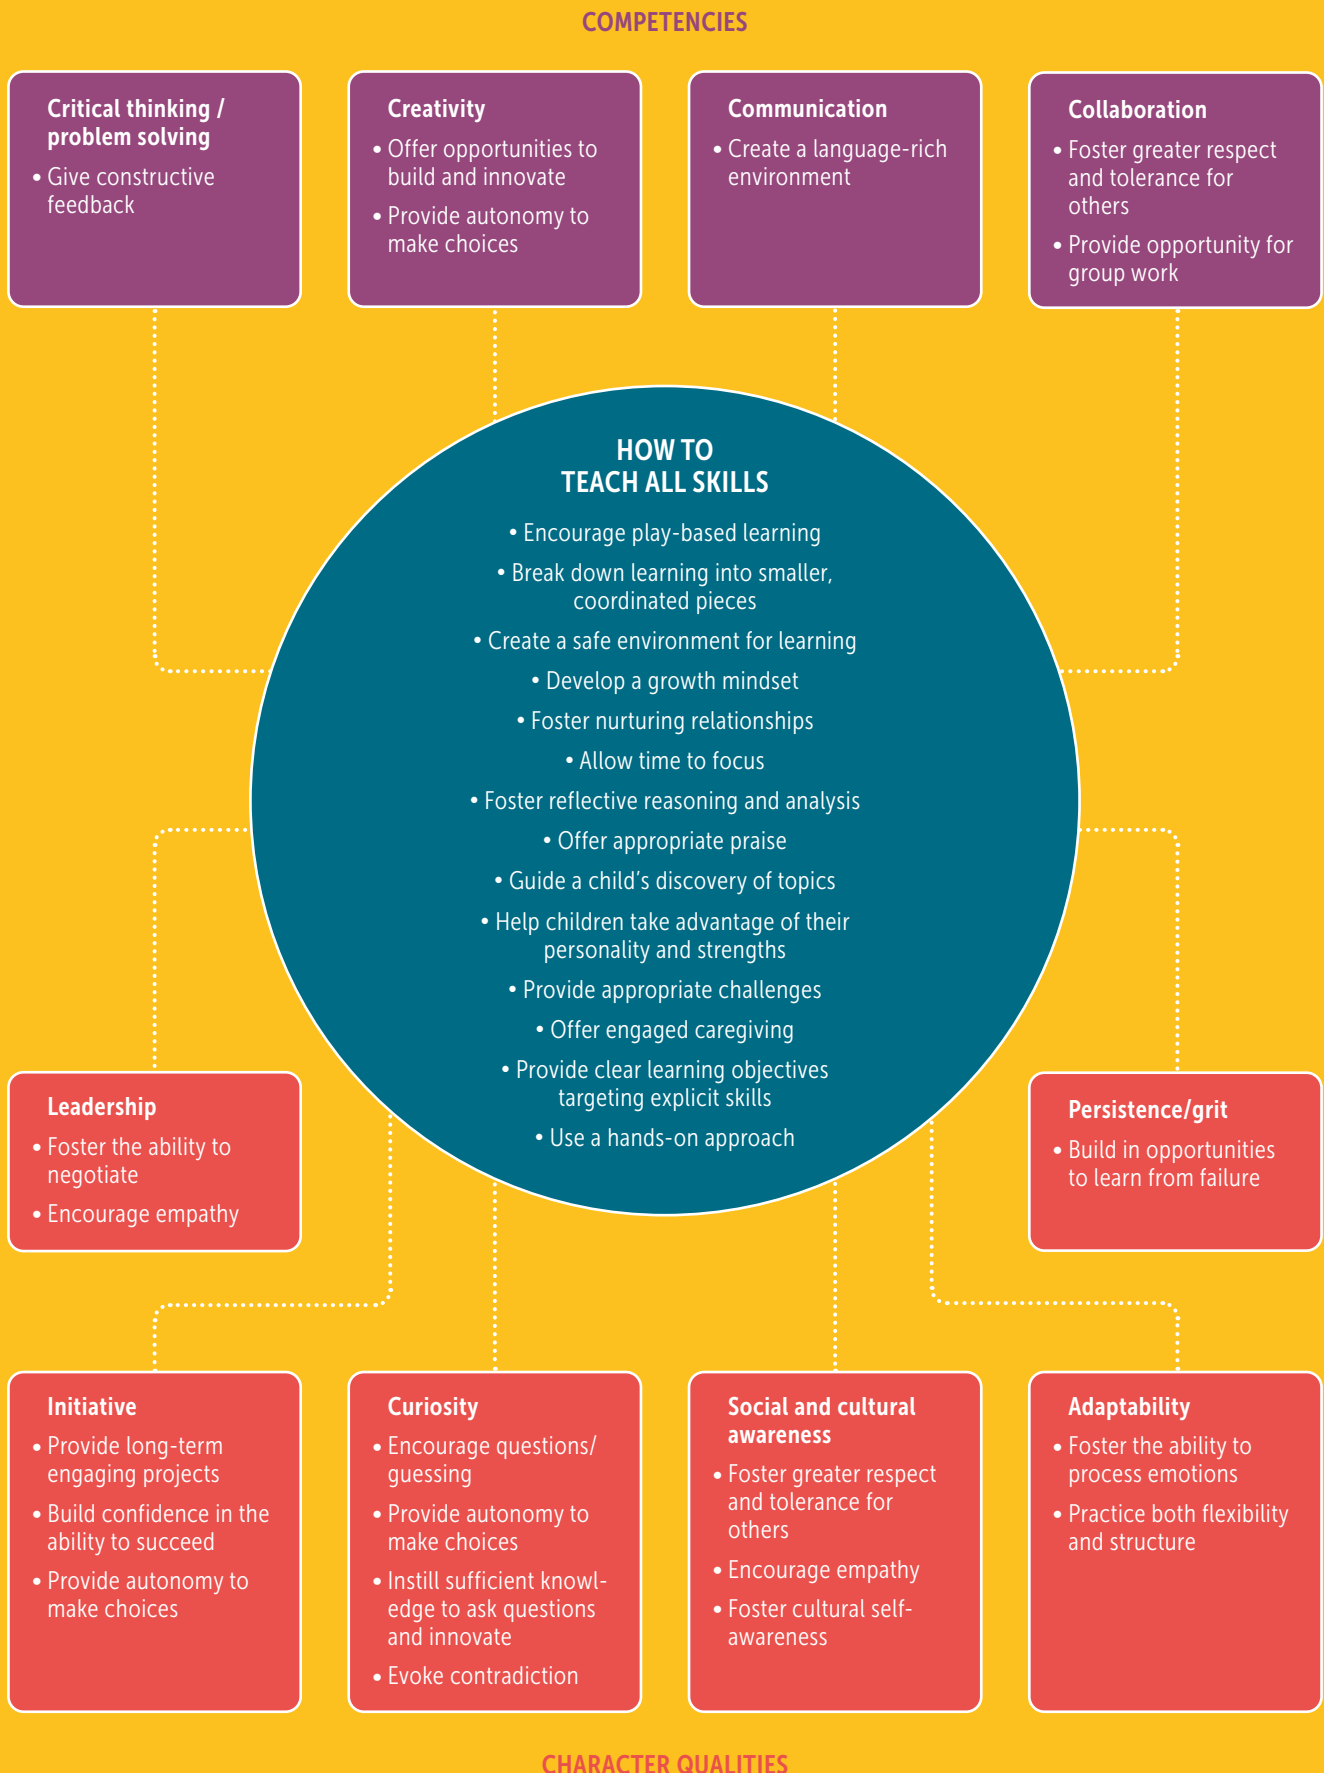 COMPETENCIES
Critical thinking /
problem solving
• Give constructive
feedback
Creativity
• Offer opportunities to
build and innovate
• Provide autonomy to
make choices
Communication
• Create a language-rich
environment
Collaboration
• Foster greater respect
and tolerance for
others
• Provide opportunity for
group work
HOW TO
TEACH ALL SKILLS
• Encourage play-based learning
• Break down learning into smaller,
coordinated pieces
• Create a safe environment for learning
• Develop a growth mindset
• Foster nurturing relationships
• Allow time to focus
• Foster reflective reasoning and analysis
• Offer appropriate praise
• Guide a child's discovery of topics
• Help children take advantage of their
personality and strengths
• Provide appropriate challenges
• Offer engaged caregiving
• Provide clear learning objectives
targeting explicit skills
• Use a hands-on approach
Leadership
• Foster the ability to
negotiate
• Encourage empathy
Persistence/grit
• Build in opportunities
to learn from failure
Initiative
• Provide long-term
engaging projects
• Build confidence in the
ability to succeed
• Provide autonomy to
make choices
Curiosity
• Encourage questions/
guessing
• Provide autonomy to
make choices
• Instill sufficient knowl-
edge to ask questions
and innovate
• Evoke contradiction
Social and cultural
awareness
• Foster greater respect
and tolerance for
others
• Encourage empathy
• Foster cultural self-
awareness
Adaptability
• Foster the ability to
process emotions
• Practice both flexibility
and structure
CHARACTER QUALITIES